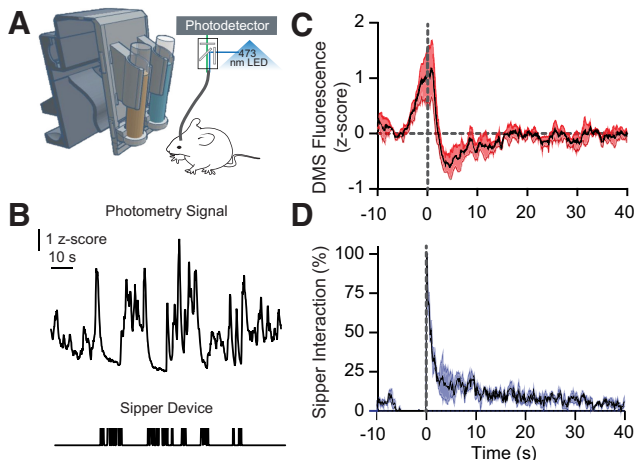 A
Photodetector
473
nm LED
B
Photometry Signal
1 z-score
10 s
Sipper Device
C
DMS Fluorescence
(z-score)
2
1
0
-1
-10 0 10 20 30 40
D
Sipper Interaction (%)
100
75
50
25
0
-10 0 10 20 30 40
Time (s)